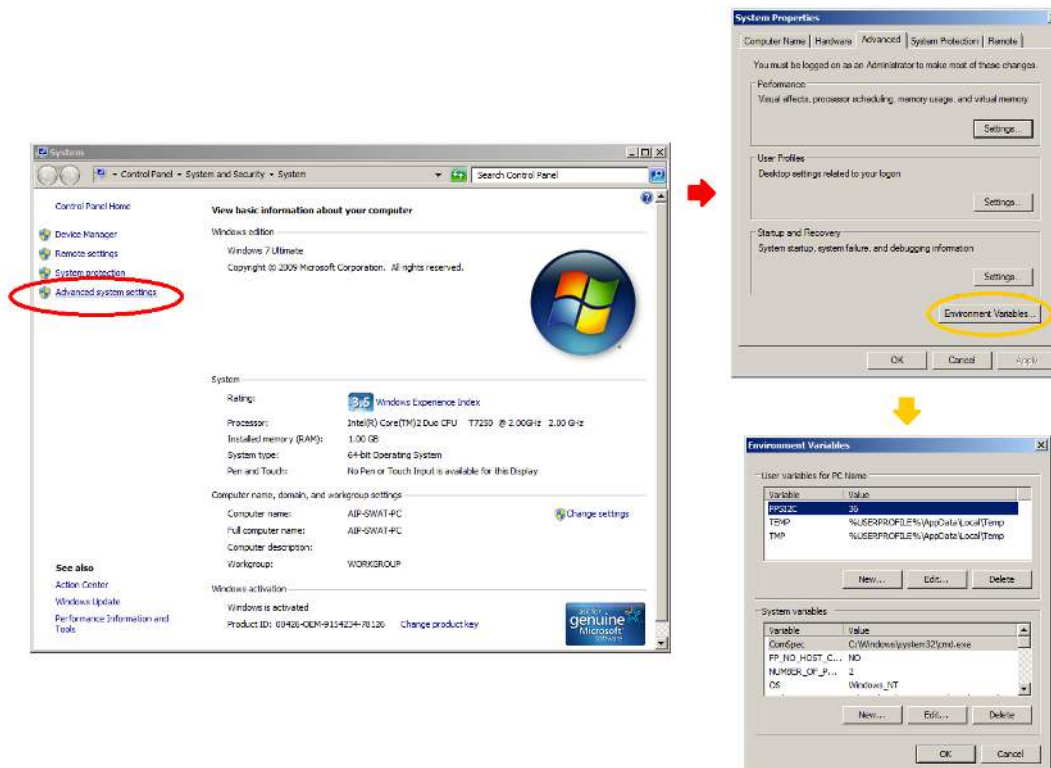 System
Control Panel
System and Security
System
Search Control Panel
Control Panel Home
Device Manager
Remote settings
System protection
Advanced system settings
See also
Action Center
Windows Update
Performance Information and
Tools
View basic information about your computer
Windows edition
Windows 7 Ultimate
Copyright © 2009 Microsoft Corporation. All rights reserved.
System
Rating:
3.5 Windows Experience Index
Processor: Intel(R) Core(TM)2 Duo CPU T7250 @ 2.00GHz 2.00 GHz
Installed memory (RAM): 1.00 GB
System type: 64-bit Operating System
Pen and Touch: No Pen or Touch Input is available for this Display
Computer name, domain, and workgroup settings
Computer name: AIP-SWAT-PC
Change settings
Full computer name: AIP-SWAT-PC
Computer description:
Workgroup: WORKGROUP
Windows activation
Windows is activated
Product ID: 00426-OEM-9154234-78126 Change product key
ask for
genuine
Microsoft
software
System Properties
Computer Name Hardware Advanced System Protection Remote
You must be logged on as an Administrator to make most of these changes.
Performance
Visual effects, processor scheduling, memory usage, and virtual memory
Settings...
User Profiles
Desktop settings related to your logon
Settings...
Startup and Recovery
System startup, system failure, and debugging information
Settings...
Environment Variables...
OK Cancel Apply
Environment Variables
User variables for PC Name
Variable Value
36
TEMP %USERPROFILE%\AppData\Local\Temp
TMP %USERPROFILE%\AppData\Local\Temp
New... Edit... Delete
System variables
Variable Value
ComSpec C:\Windows\system32\cmd.exe
FP_NO_HOST_C... NO
NUMBER_OF_P... 2
OS Windows_NT
New... Edit... Delete
OK Cancel